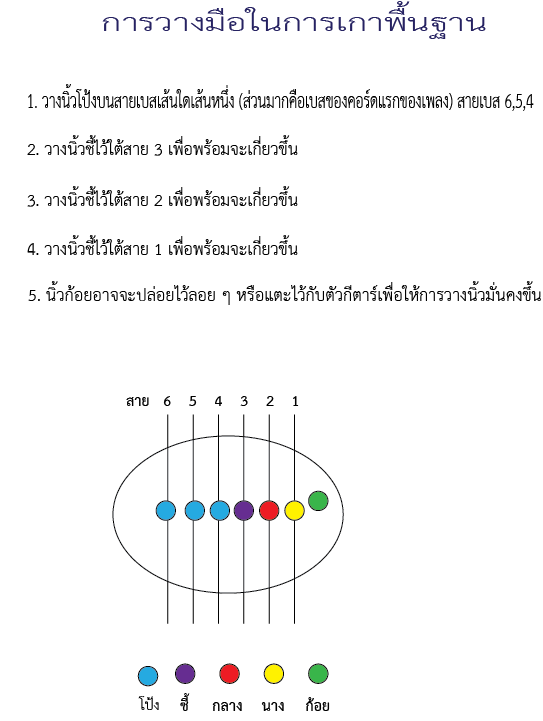 การวางมือในการเกาพื้นฐาน
1. วางนิ้วโป้งบนสายเบสเส้นใดเส้นหนึ่ง (ส่วนมากคือเบสของคอร์ดแรกของเพลง) สายเบส 6,5,4
2. วางนิ้วชี้ไว้ใต้สาย 3 เพื่อพร้อมจะเกี่ยวขึ้น
3. วางนิ้วชี้ไว้ใต้สาย 2 เพื่อพร้อมจะเกี่ยวขึ้น
4. วางนิ้วชี้ไว้ใต้สาย 1 เพื่อพร้อมจะเกี่ยวขึ้น
5. นิ้วก้อยอาจจะปล่อยไว้ลอย ๆ หรือแตะไว้กับตัวกีตาร์เพื่อให้การวางนิ้วมั่นคงขึ้น
สาย 6 5 4 3 2 1
โป้ง ชี้ กลาง นาง ก้อย